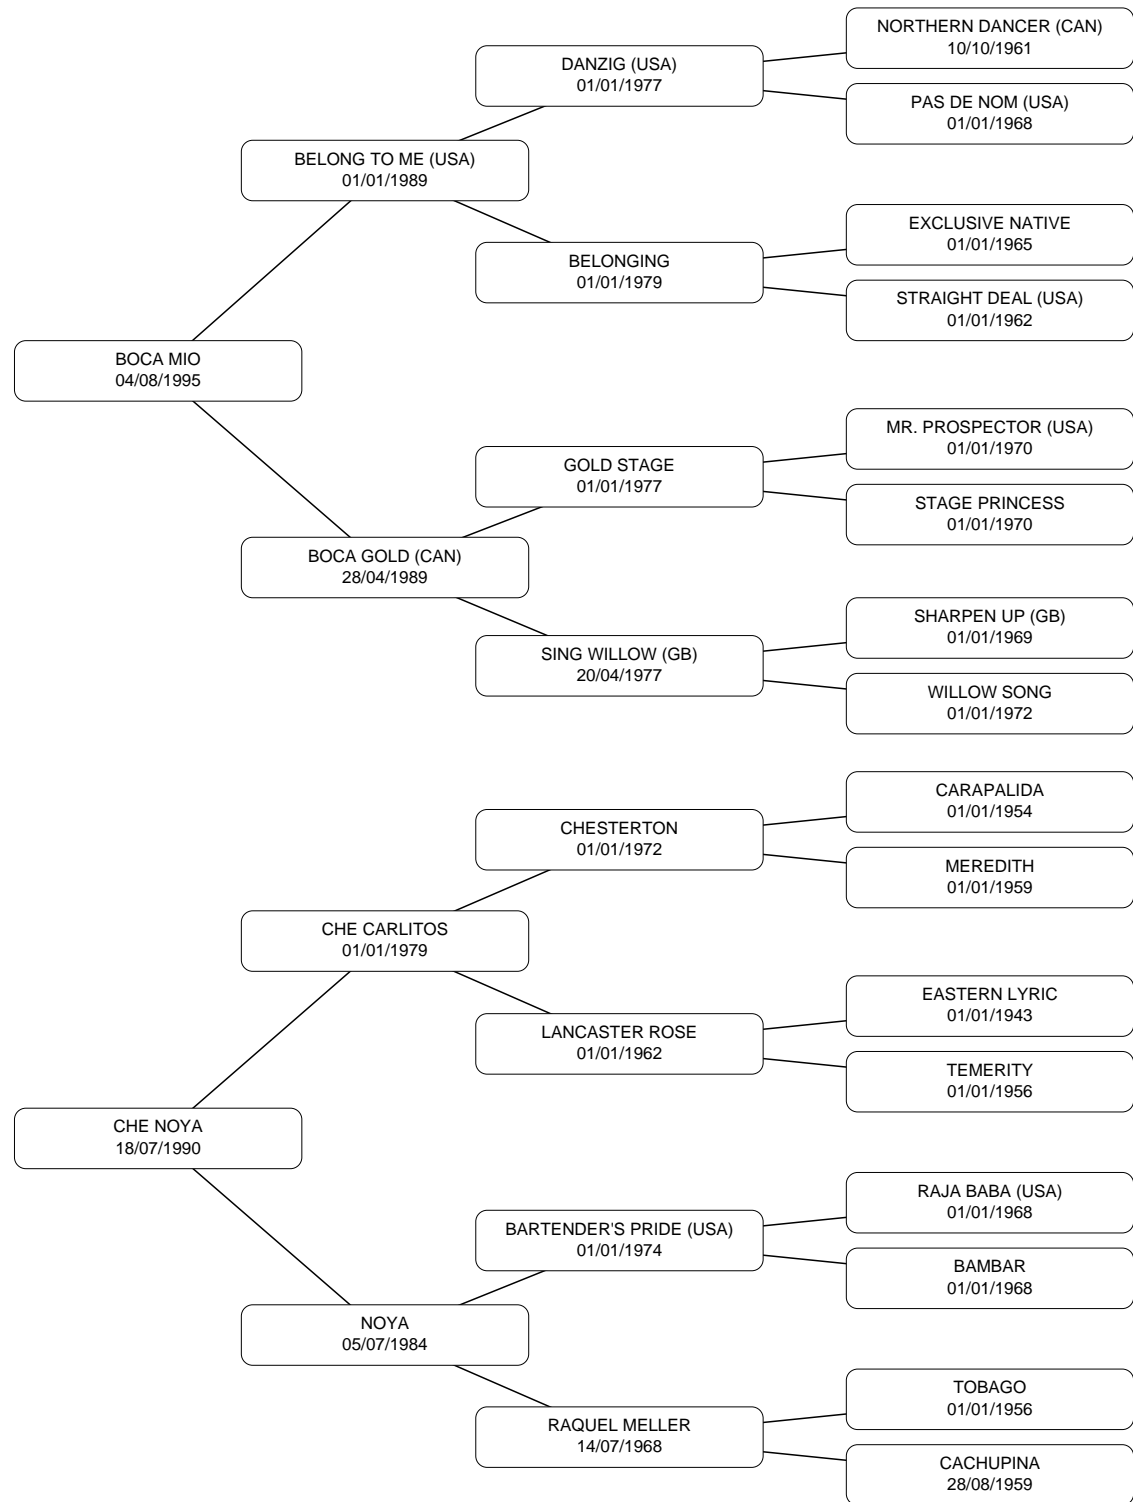 NORTHERN DANCER (CAN)
10/10/1961
DANZIG (USA)
01/01/1977
PAS DE NOM (USA)
01/01/1968
BELONG TO ME (USA)
01/01/1989
EXCLUSIVE NATIVE
01/01/1965
BELONGING
01/01/1979
STRAIGHT DEAL (USA)
01/01/1962
BOCA MIO
04/08/1995
MR. PROSPECTOR (USA)
01/01/1970
GOLD STAGE
01/01/1977
STAGE PRINCESS
01/01/1970
BOCA GOLD (CAN)
28/04/1989
SHARPEN UP (GB)
01/01/1969
SING WILLOW (GB)
20/04/1977
WILLOW SONG
01/01/1972
CARAPALIDA
01/01/1954
CHESTERTON
01/01/1972
MEREDITH
01/01/1959
CHE CARLITOS
01/01/1979
EASTERN LYRIC
01/01/1943
LANCASTER ROSE
01/01/1962
TEMERITY
01/01/1956
CHE NOYA
18/07/1990
RAJA BABA (USA)
01/01/1968
BARTENDER'S PRIDE (USA)
01/01/1974
BAMBAR
01/01/1968
NOYA
05/07/1984
TOBAGO
01/01/1956
RAQUEL MELLER
14/07/1968
CACHUPINA
28/08/1959